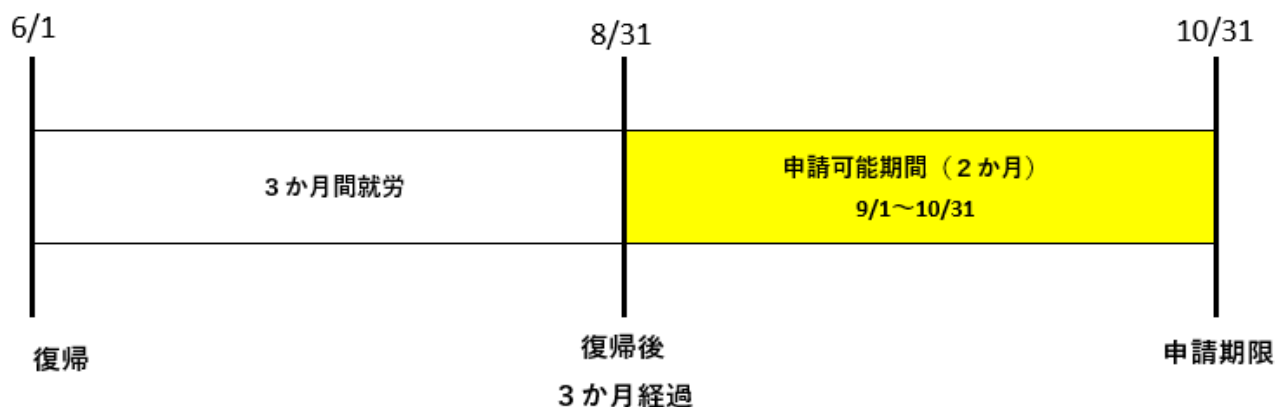 6/1
8/31
10/31
３か月間就労
申請可能期間（２か月）
9/1～10/31
復帰
復帰後
３か月経過
申請期限